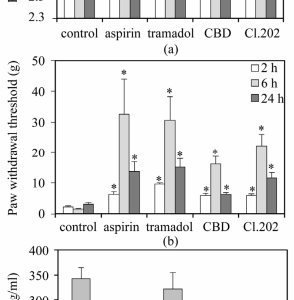 2.3
control aspirin tramadol CBD Cl.202
(a)
Paw withdrawal threshold (g)
50
40
30
20
10
0
2 h
6 h
24 h
* * * * * * * * * * * *
control aspirin tramadol CBD Cl.202
(b)
400
350
300
g/ml)